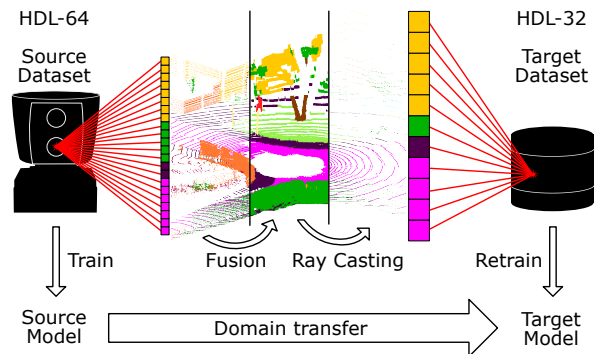 HDL-64
Source
Dataset
HDL-32
Target
Dataset
Train
Fusion
Ray Casting
Retrain
Source
Model
Domain transfer
Target
Model